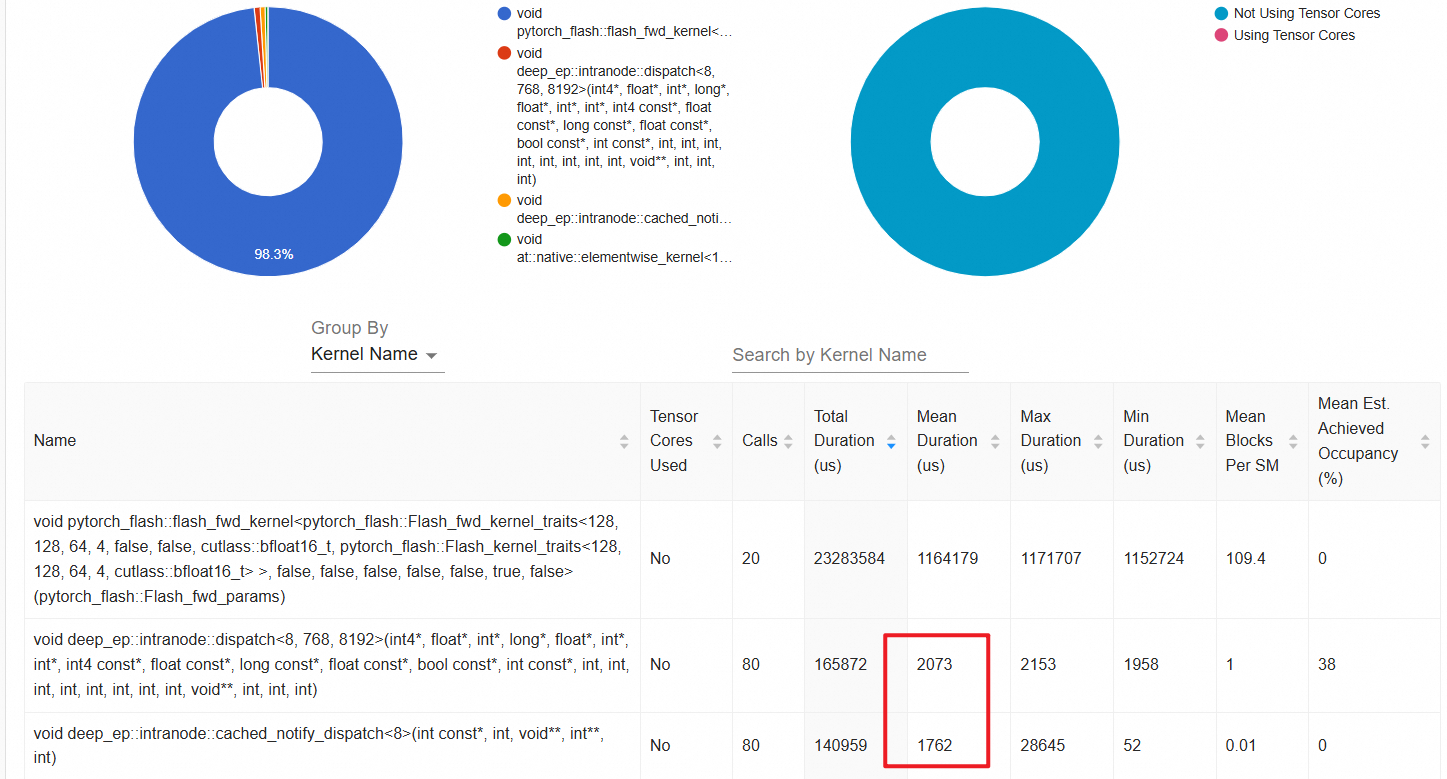 void
pytorch_flash::flash_fwd_kernel<...
void
deep_ep::intranode::dispatch<8,
768, 8192>(int4*, float*, int*, long*,
float*, int*, int*, int4 const*, float
const*, long const*, float const*,
bool const*, int const*, int, int, int,
int, int, int, int, int, void**, int, int,
int)
void
deep_ep::intranode::cached_noti...
void
at::native::elementwise_kernel<1...
98.3%
Not Using Tensor Cores
Using Tensor Cores
Group By
Kernel Name
Search by Kernel Name
Name
Tensor
Cores
Used
Calls
Total
Duration
(us)
Mean
Duration
(us)
Max
Duration
(us)
Min
Duration
(us)
Mean
Blocks
Per SM
Mean Est.
Achieved
Occupancy
(%)
void pytorch_flash::flash_fwd_kernel<pytorch_flash::Flash_fwd_kernel_traits<128,
128, 64, 4, false, false, cutlass::bfloat16_t, pytorch_flash::Flash_kernel_traits<128,
128, 64, 4, cutlass::bfloat16_t> >, false, false, false, false, false, true, false>
(pytorch_flash::Flash_fwd_params)
No
20
23283584
1164179
1171707
1152724
109.4
0
void deep_ep::intranode::dispatch<8, 768, 8192>(int4*, float*, int*, long*, float*, int*,
int*, int4 const*, float const*, long const*, float const*, bool const*, int const*, int, int,
int, int, int, int, int, int, void**, int, int, int)
No
80
165872
2073
2153
1958
1
38
void deep_ep::intranode::cached_notify_dispatch<8>(int const*, int, void**, int**,
int)
No
80
140959
1762
28645
52
0.01
0